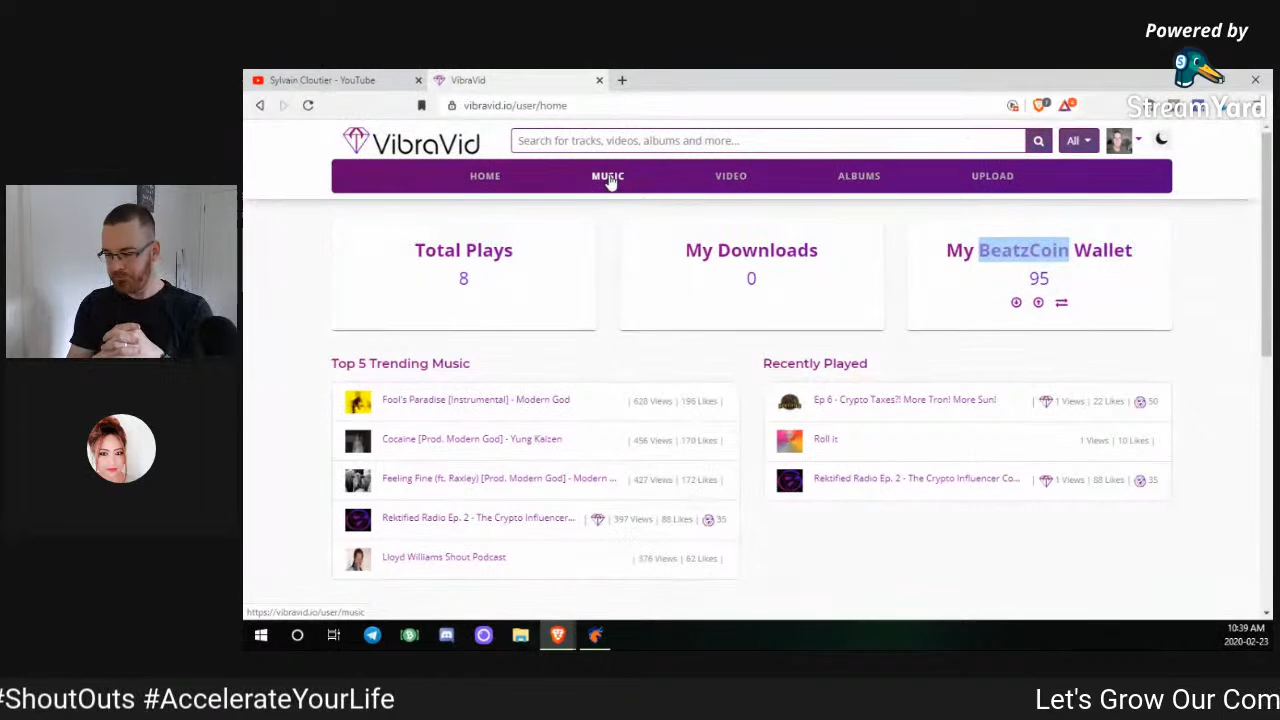 Powered by
StreamYard
Sylvain Cloutier - YouTube
VibraVid
vibravid.io/user/home
VibraVid
Search for tracks, videos, albums and more...
All
HOME
MUSIC
VIDEO
ALBUMS
UPLOAD
Total Plays
8
My Downloads
0
My BeatzCoin Wallet
95
Top 5 Trending Music
Fool's Paradise [Instrumental] - Modern God | 628 Views | 196 Likes |
Cocaine [Prod. Modern God] - Yung Kaizen | 456 Views | 170 Likes |
Feeling Fine (ft. Raxley) [Prod. Modern God] - Modern ... | 427 Views | 172 Likes |
Rektified Radio Ep. 2 - The Crypto Influencer... | 397 Views | 88 Likes | 35
Lloyd Williams Shout Podcast | 376 Views | 62 Likes |
Recently Played
Ep 6 - Crypto Taxes?! More Tron! More Sun! | 1 Views | 22 Likes | 50
Roll it 1 Views | 10 Likes |
Rektified Radio Ep. 2 - The Crypto Influencer Co... | 1 Views | 88 Likes | 35
https://vibravid.io/user/music
10:39 AM
2020-02-23
#ShoutOuts #AccelerateYourLife
Let's Grow Our Com